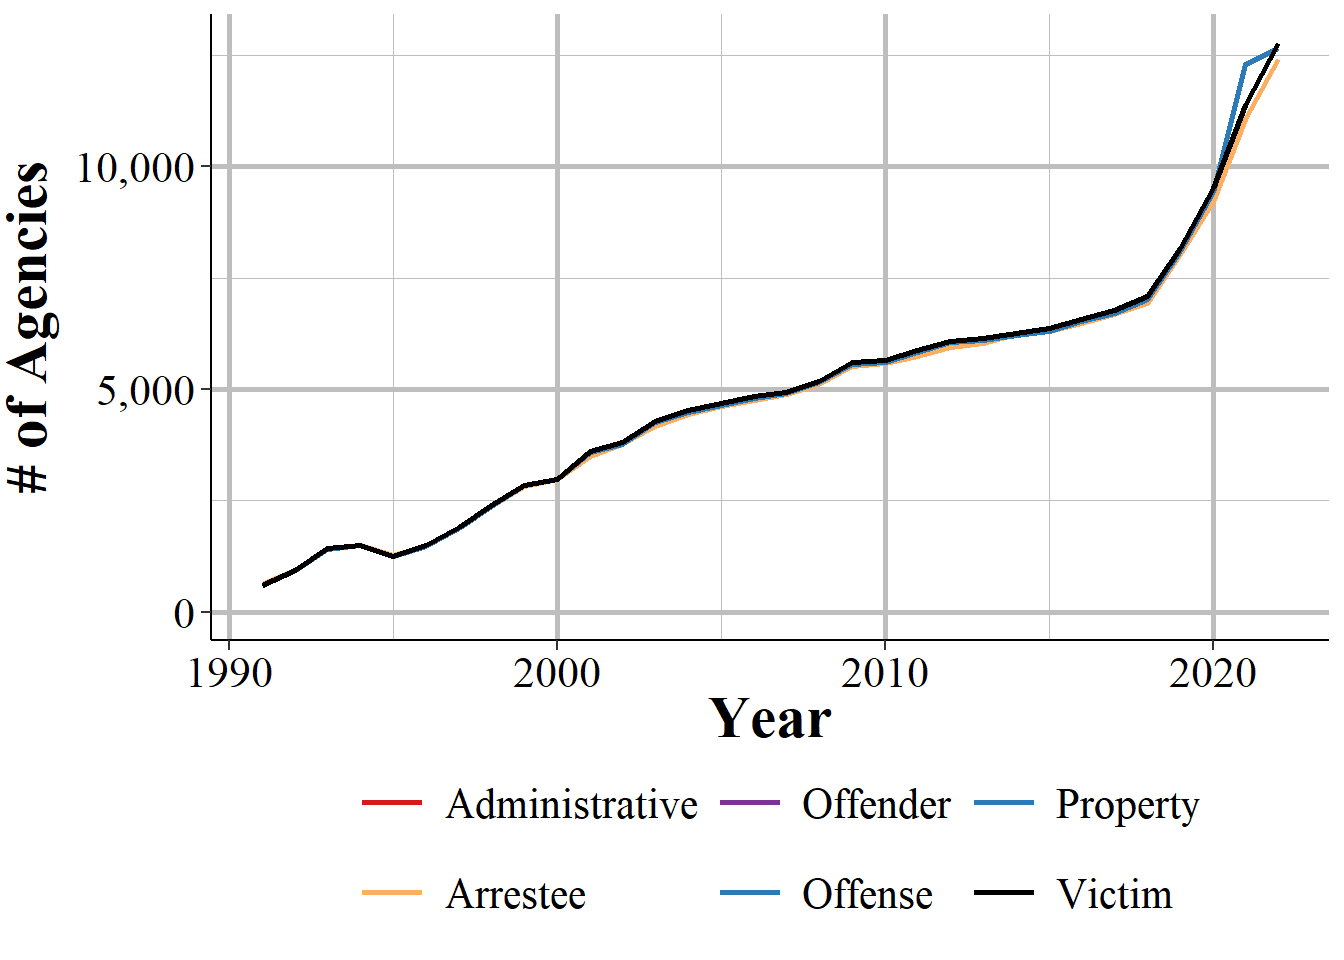 # of Agencies
10,000
5,000
0
1990 2000 2010 2020
Year
Administrative Offender Property
Arrestee Offense Victim